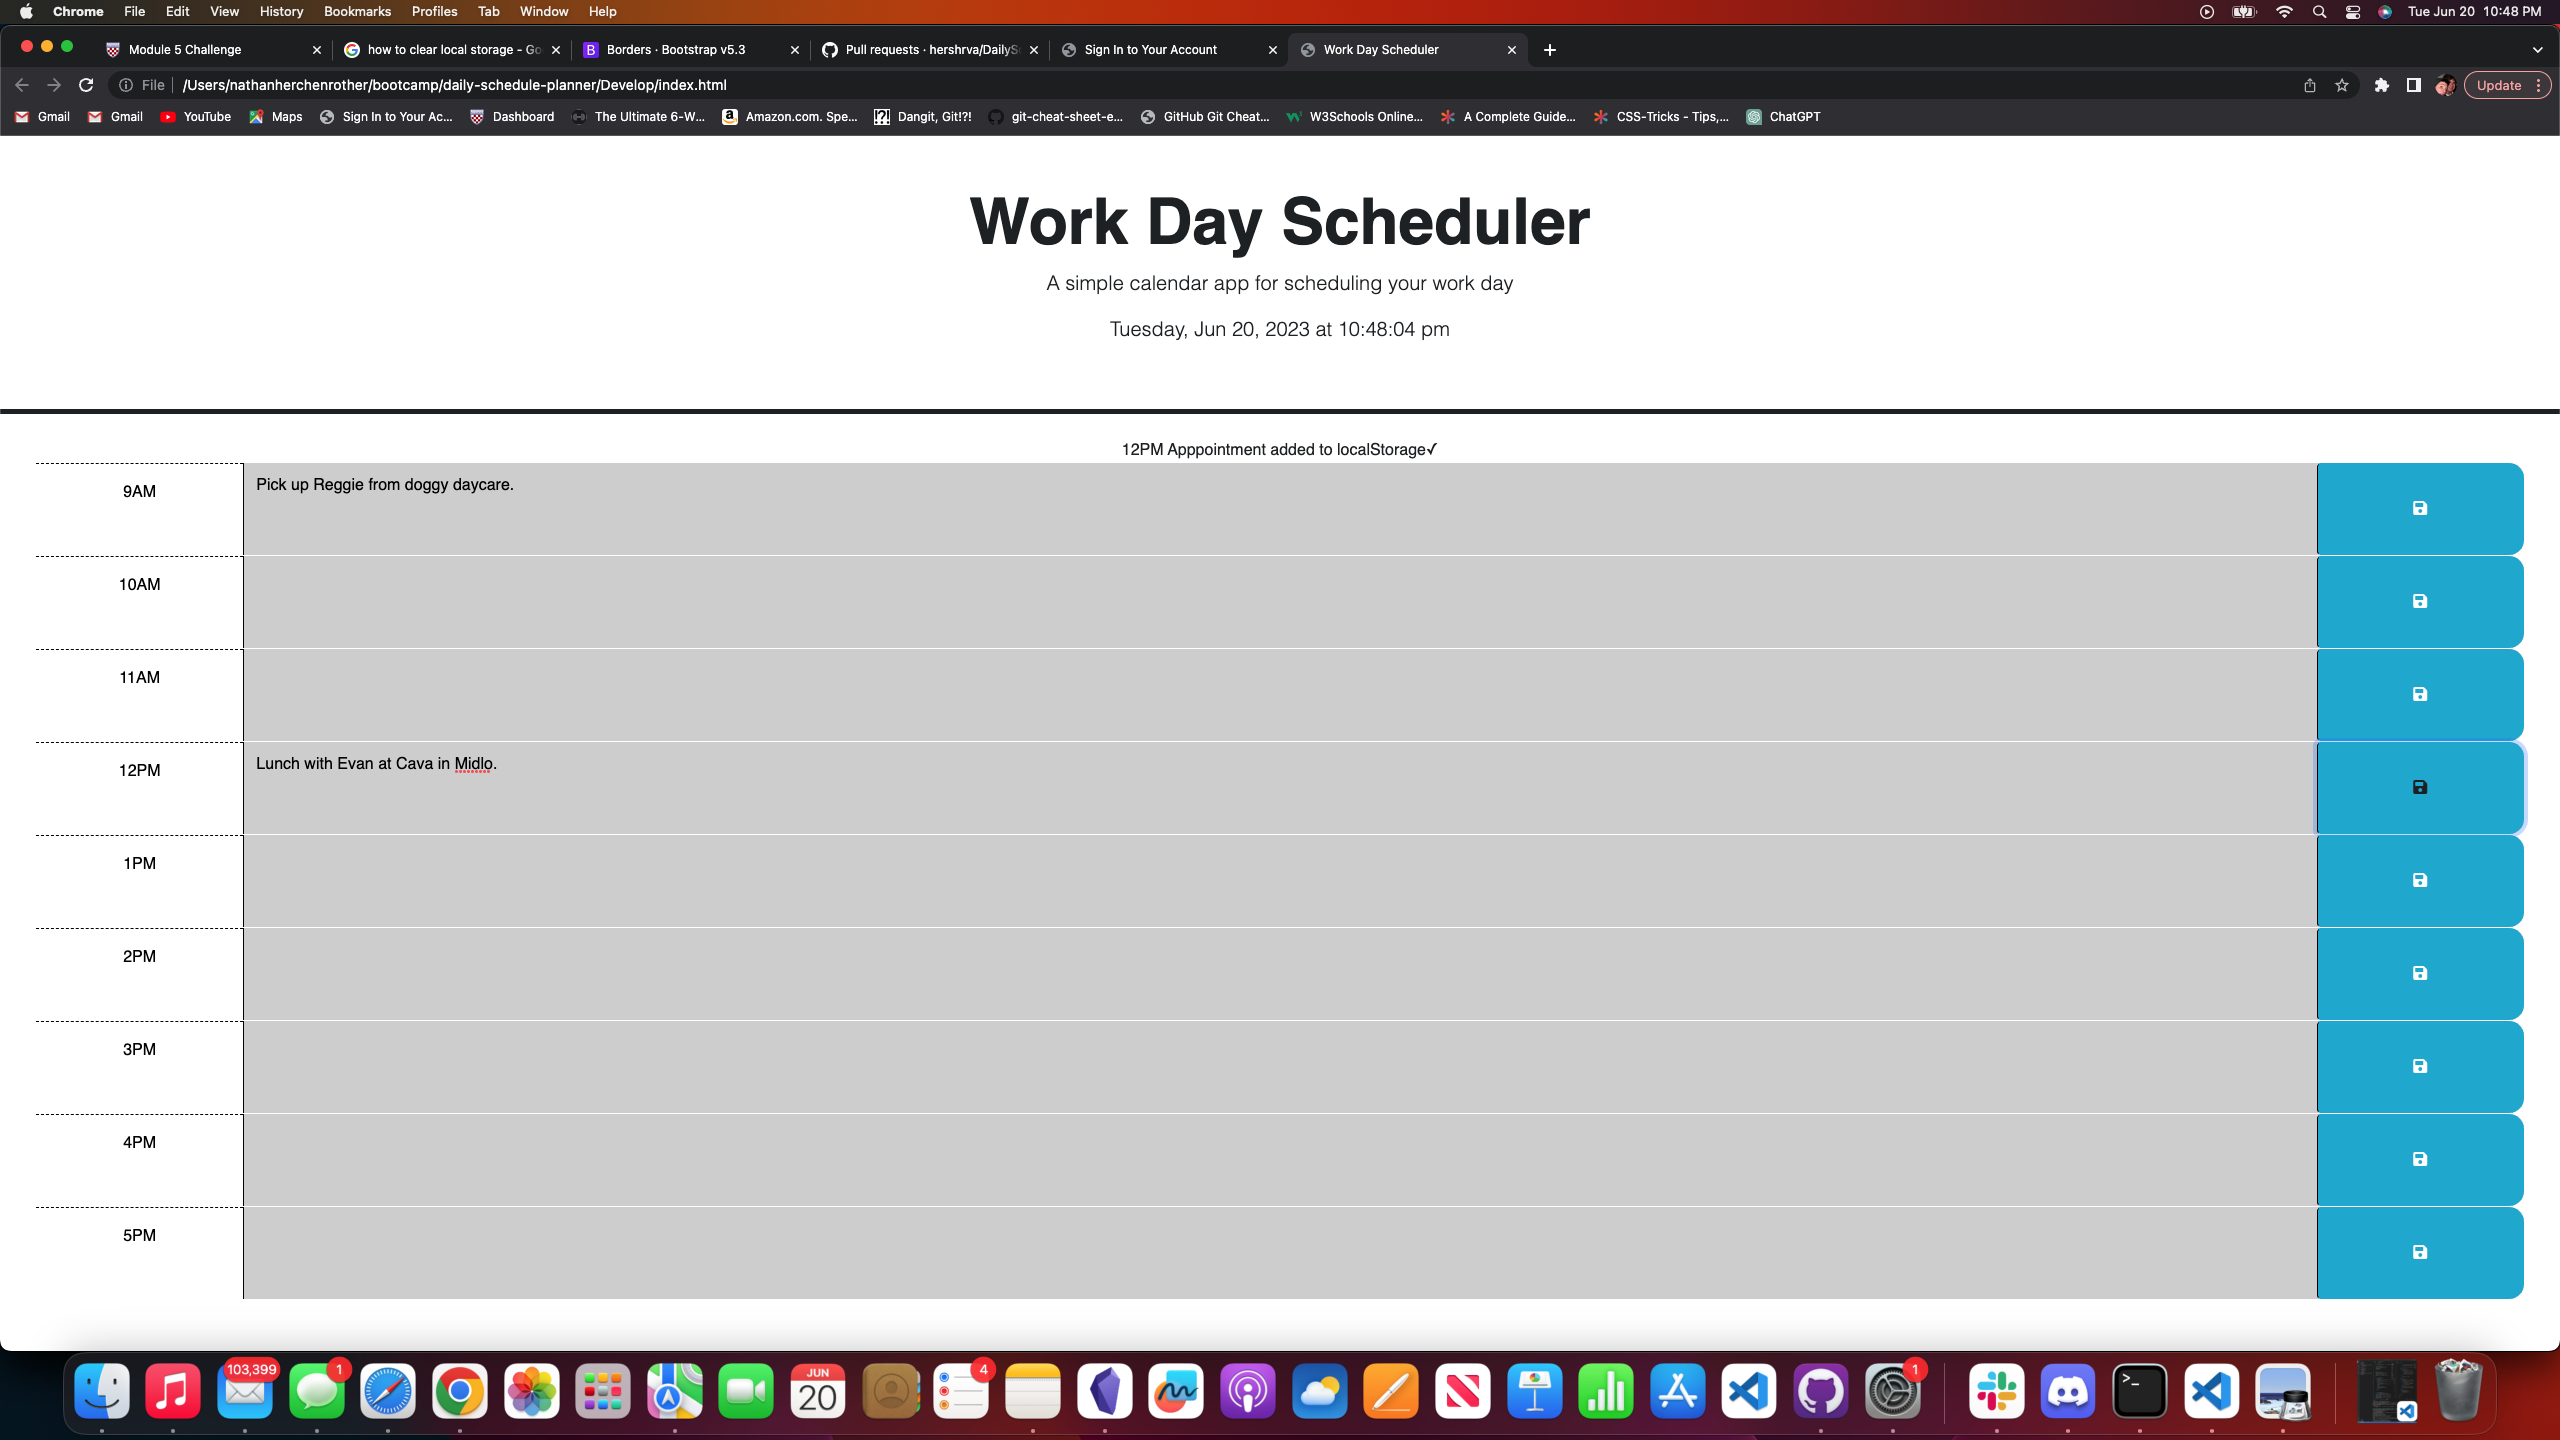 Chrome File Edit View History Bookmarks Profiles Tab Window Help Tue Jun 20 10:48 PM
Module 5 Challenge how to clear local storage - Go Borders · Bootstrap v5.3 Pull requests · hershrva/DailyS Sign In to Your Account Work Day Scheduler
File /Users/nathanherchenrother/bootcamp/daily-schedule-planner/Develop/index.html Update
Gmail Gmail YouTube Maps Sign In to Your Ac... Dashboard The Ultimate 6-W... Amazon.com. Spe... Dangit, Git!?! git-cheat-sheet-e... GitHub Git Cheat... W3Schools Online... A Complete Guide... CSS-Tricks - Tips,... ChatGPT
Work Day Scheduler
A simple calendar app for scheduling your work day
Tuesday, Jun 20, 2023 at 10:48:04 pm
12PM Apppointment added to localStorage✓
9AM Pick up Reggie from doggy daycare.
10AM
11AM
12PM Lunch with Evan at Cava in Midlo.
1PM
2PM
3PM
4PM
5PM
103,399 1 JUN 20 4 1